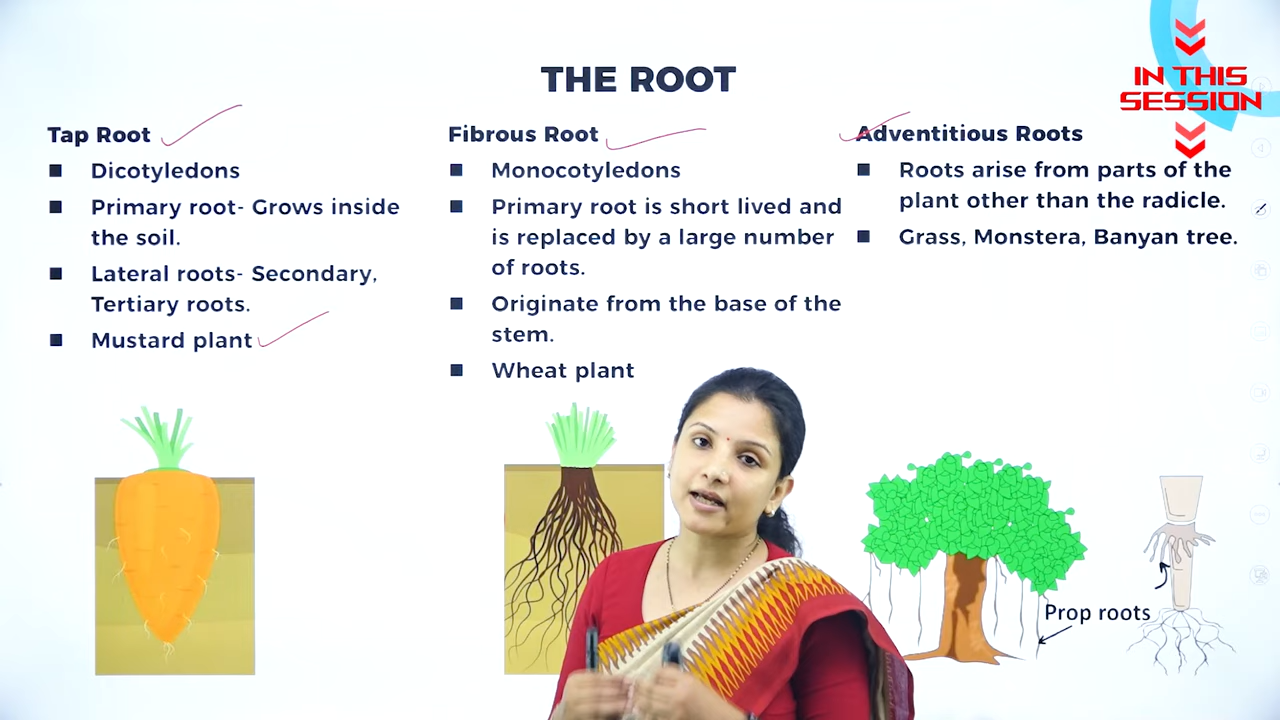 THE ROOT
IN THIS
SESSION
Tap Root
Dicotyledons
Primary root- Grows inside
the soil.
Lateral roots- Secondary,
Tertiary roots.
Mustard plant
Fibrous Root
Monocotyledons
Primary root is short lived and
is replaced by a large number
of roots.
Originate from the base of the
stem.
Wheat plant
Adventitious Roots
Roots arise from parts of the
plant other than the radicle.
Grass, Monstera, Banyan tree.
Prop roots